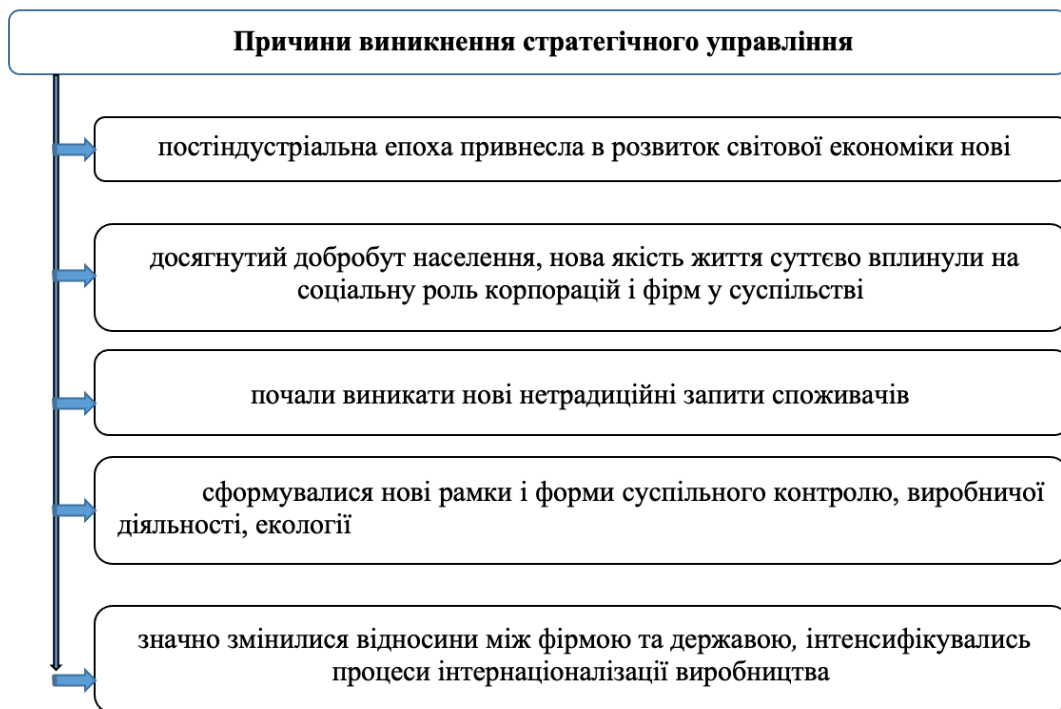 Причини виникнення стратегічного управління
постіндустріальна епоха привнесла в розвиток світової економіки нові
досягнутий добробут населення, нова якість життя суттєво вплинули на
соціальну роль корпорацій і фірм у суспільстві
почали виникати нові нетрадиційні запити споживачів
сформувалися нові рамки і форми суспільного контролю, виробничої
діяльності, екології
значно змінилися відносини між фірмою та державою, інтенсифікувались
процеси інтернаціоналізації виробництва